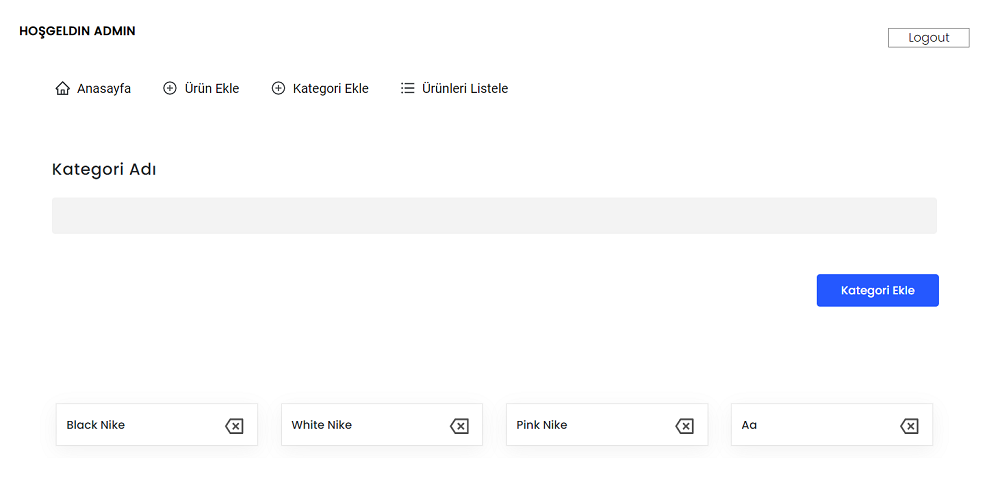 HOŞGELDIN ADMIN
Logout
Anasayfa Ürün Ekle Kategori Ekle Ürünleri Listele
Kategori Adı
Kategori Ekle
Black Nike White Nike Pink Nike Aa